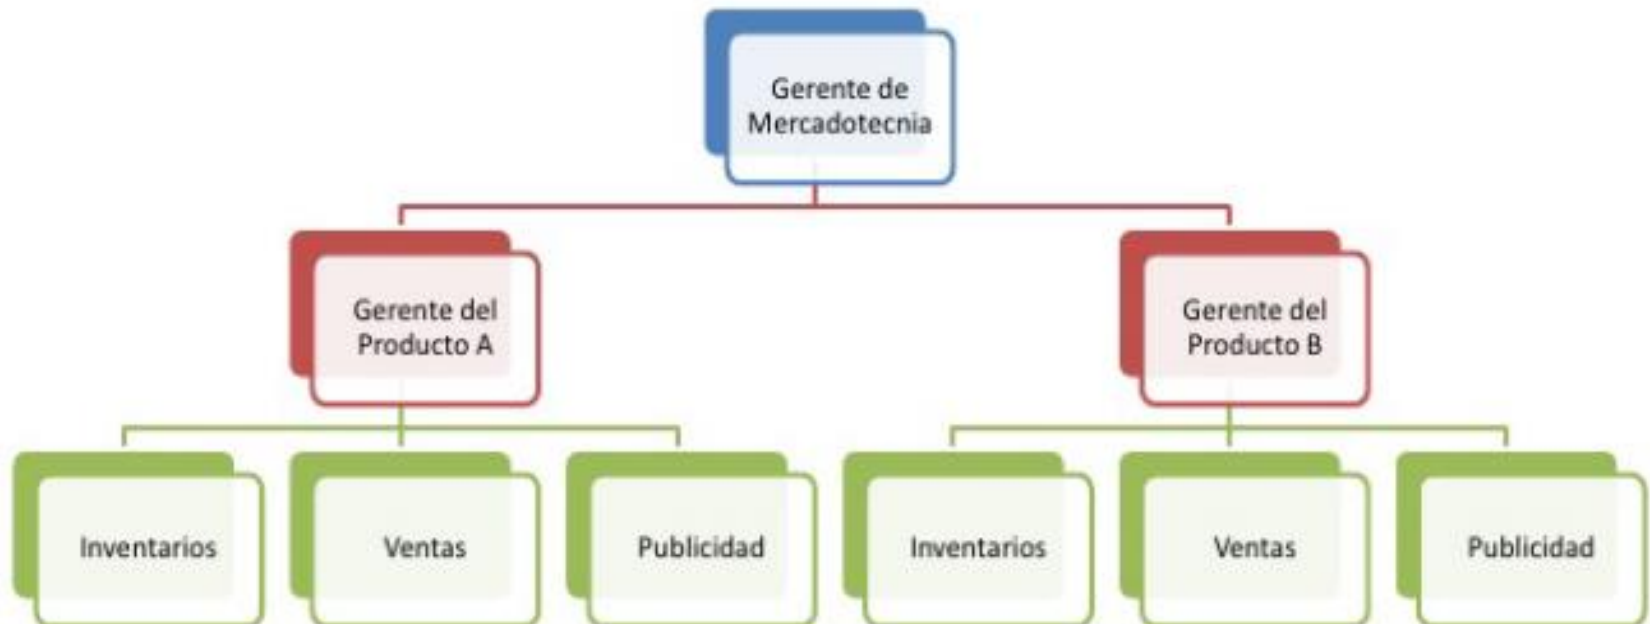 Gerente de
Mercadotecnia
Gerente del
Producto A
Gerente del
Producto B
Inventarios
Ventas
Publicidad
Inventarios
Ventas
Publicidad